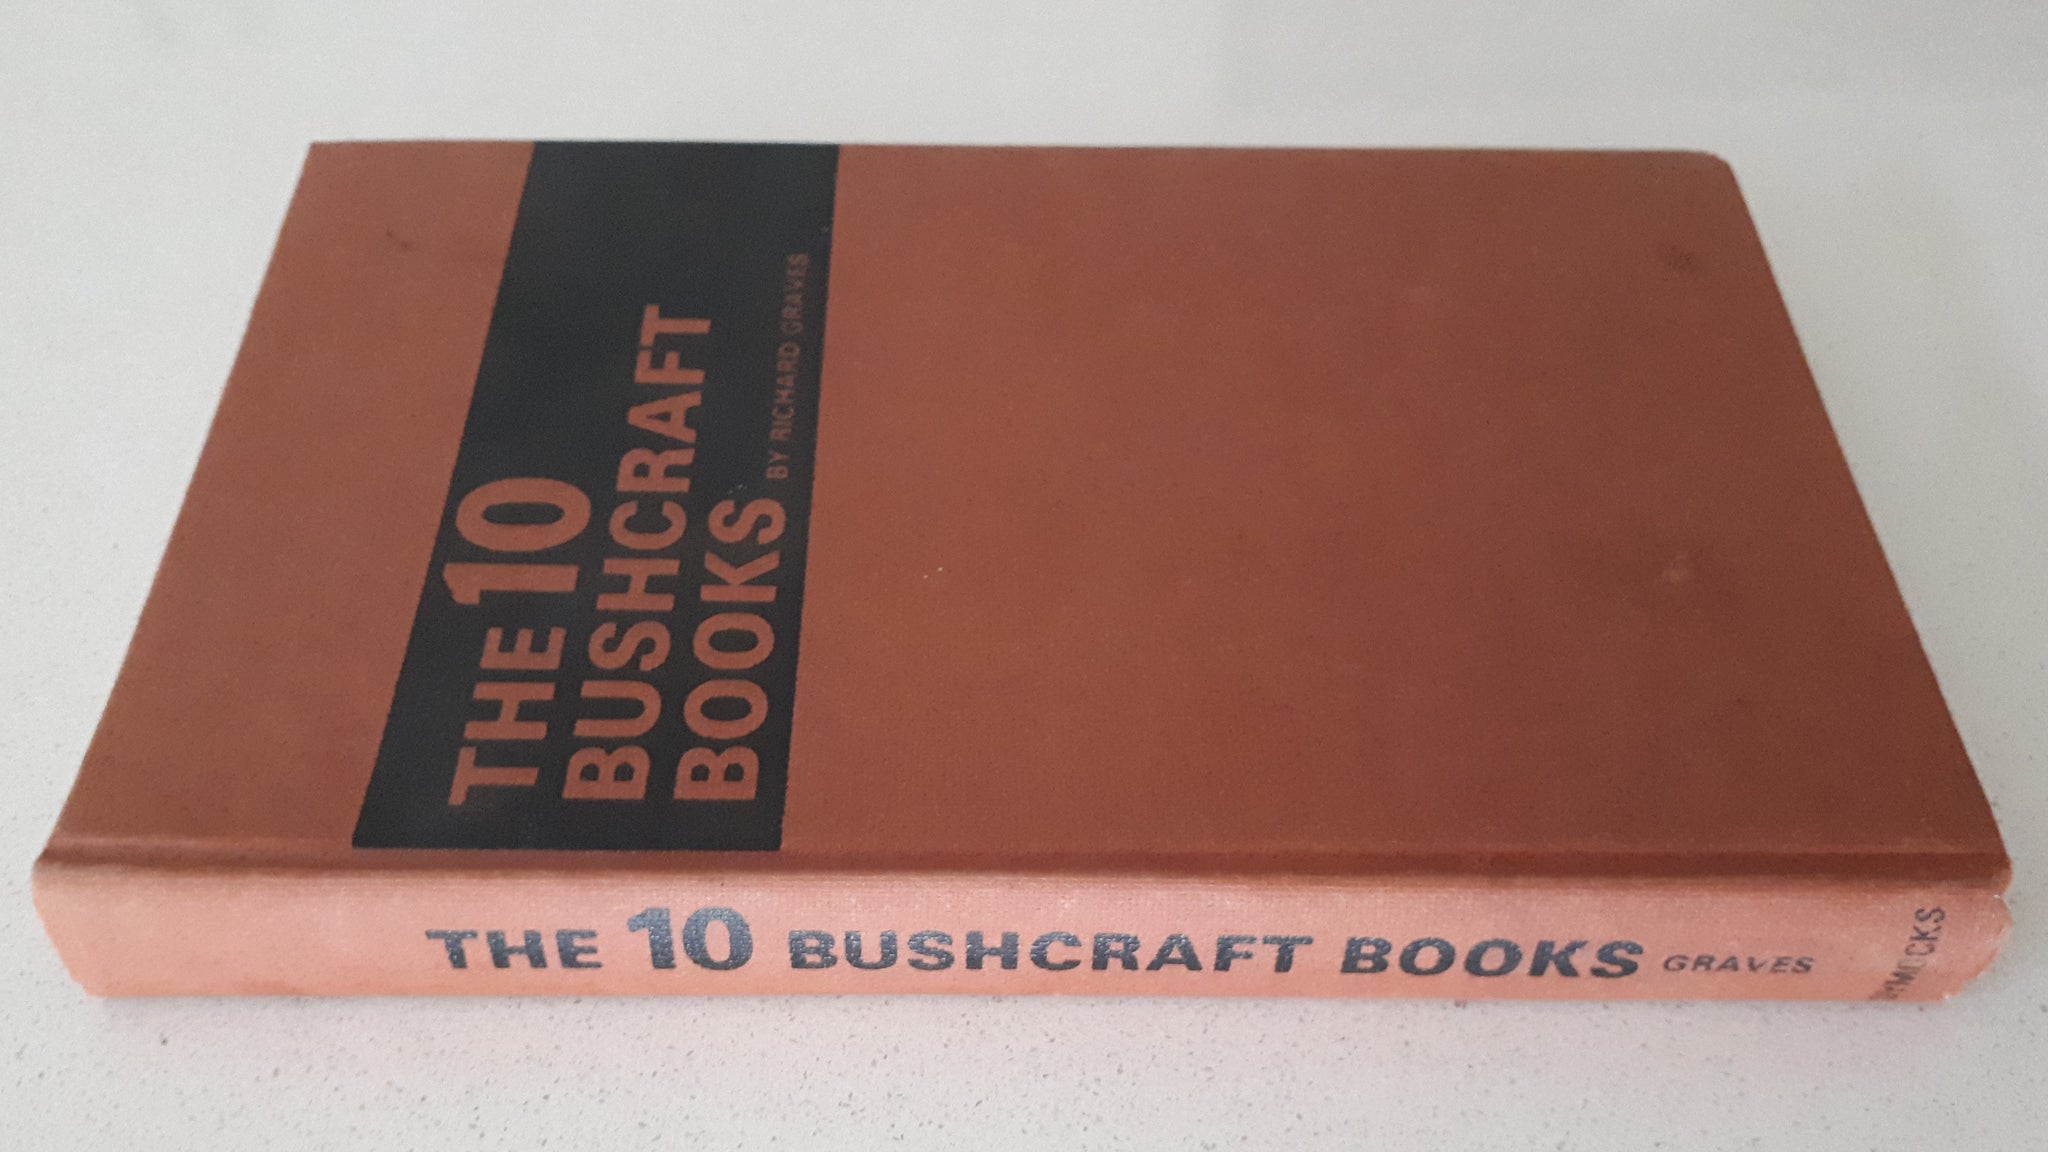 THE 10
BUSHCRAFT
BOOKS BY RICHARD GRAVES
THE 10 BUSHCRAFT BOOKS GRAVES